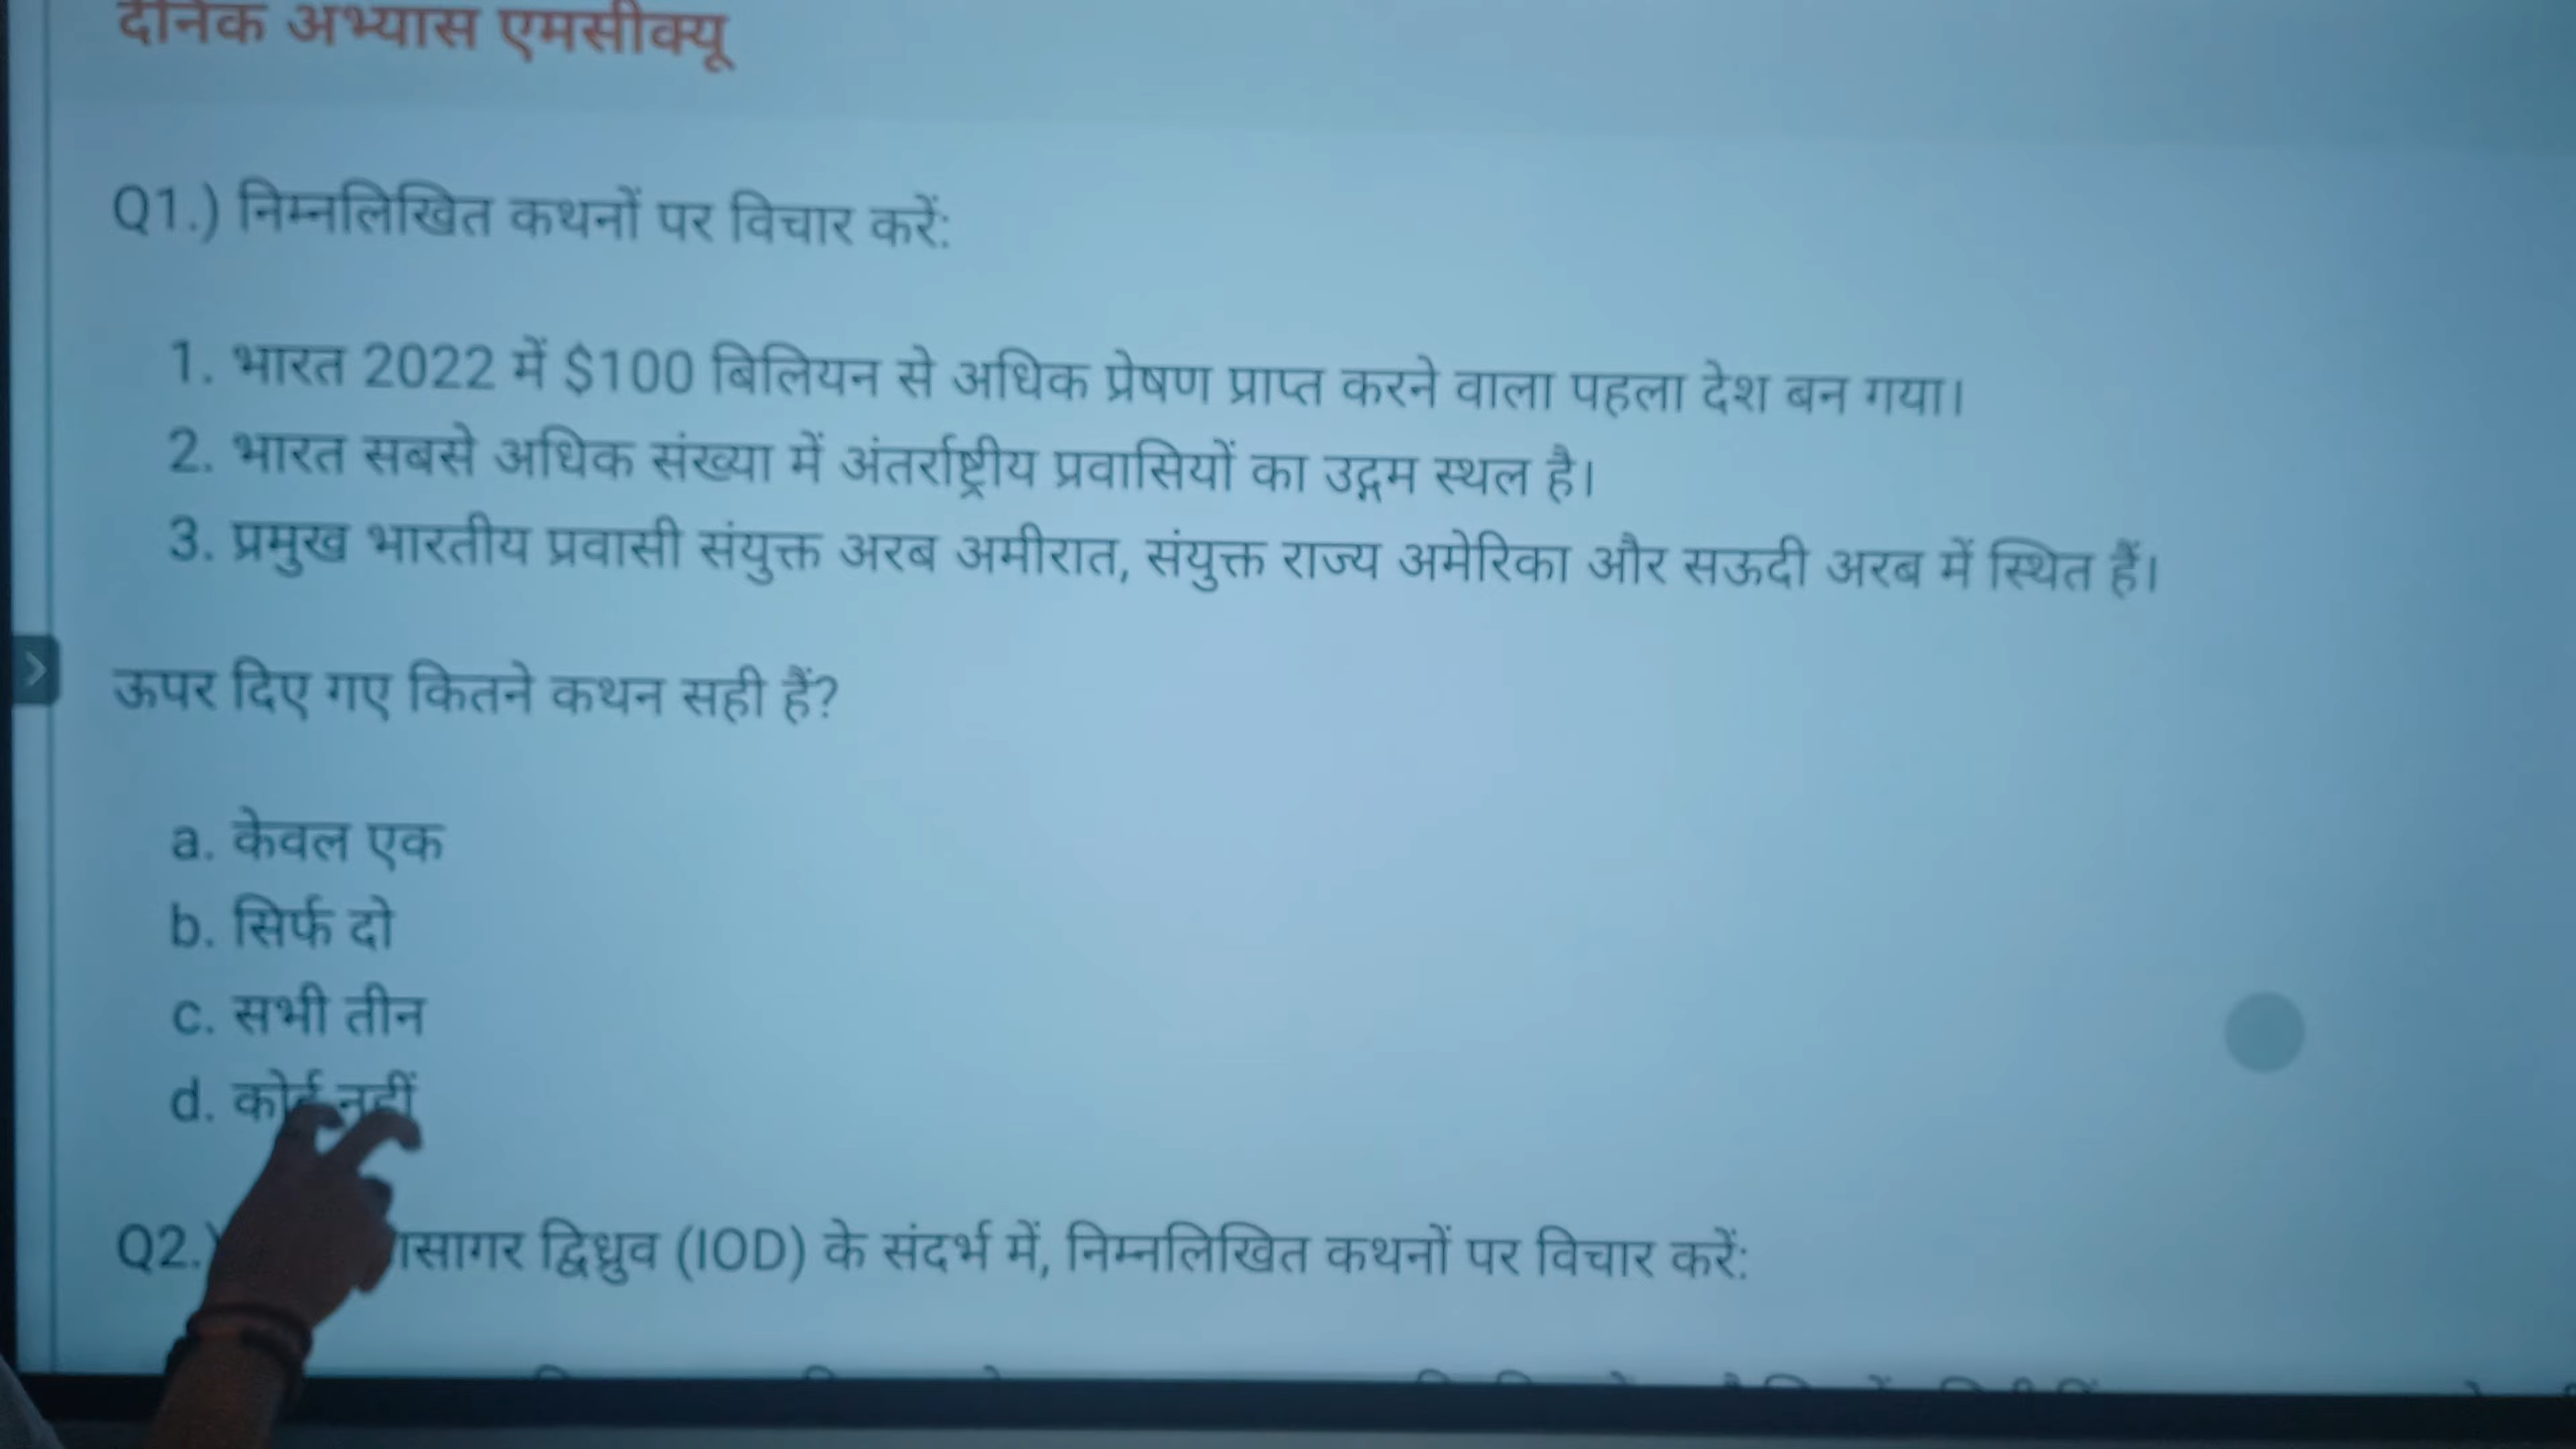 दैनिक अभ्यास एमसीक्यू
Q1.) निम्नलिखित कथनों पर विचार करें:
1. भारत 2022 में $100 बिलियन से अधिक प्रेषण प्राप्त करने वाला पहला देश बन गया।
2. भारत सबसे अधिक संख्या में अंतर्राष्ट्रीय प्रवासियों का उद्गम स्थल है।
3. प्रमुख भारतीय प्रवासी संयुक्त अरब अमीरात, संयुक्त राज्य अमेरिका और सऊदी अरब में स्थित हैं।
ऊपर दिए गए कितने कथन सही हैं?
a. केवल एक
b. सिर्फ दो
c. सभी तीन
d. कोई नहीं
Q2.) द्विध्रुव (IOD) के संदर्भ में, निम्नलिखित कथनों पर विचार करें: